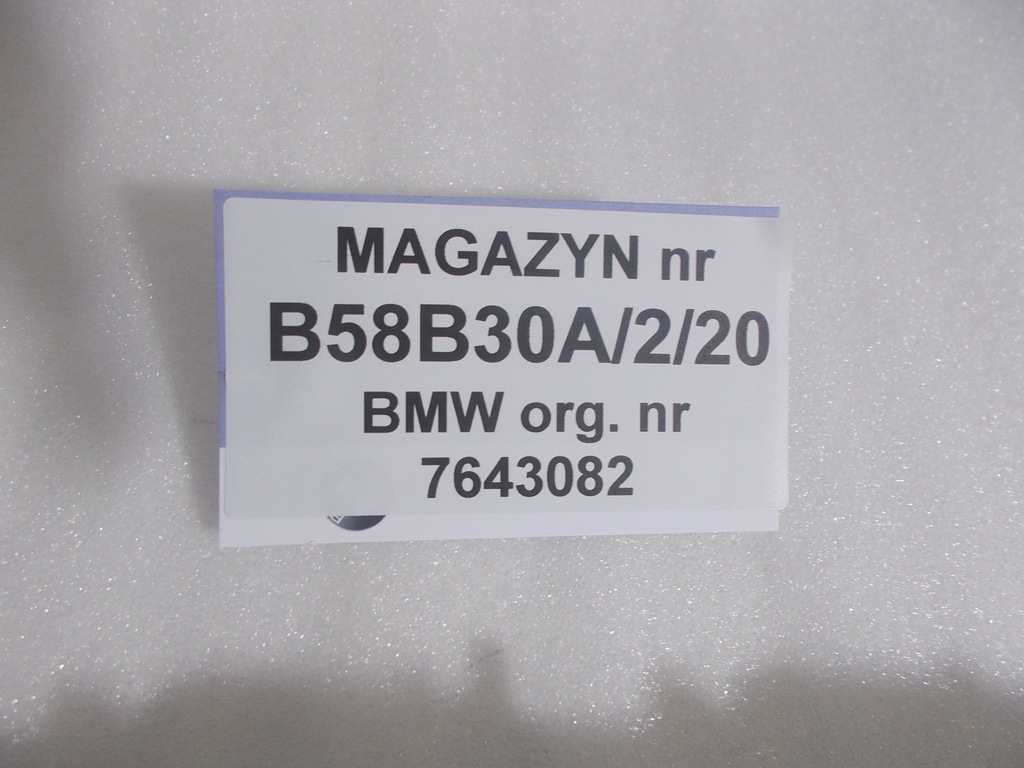 MAGAZYN nr
B58B30A/2/20
BMW org. nr
7643082